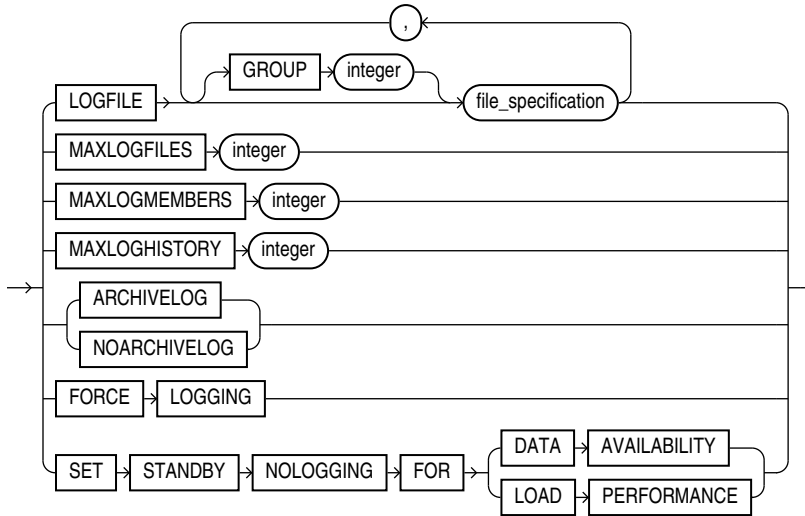 ,
GROUP integer
LOGFILE file_specification
MAXLOGFILES integer
MAXLOGMEMBERS integer
MAXLOGHISTORY integer
ARCHIVELOG
NOARCHIVELOG
FORCE LOGGING
DATA AVAILABILITY
SET STANDBY NOLOGGING FOR
LOAD PERFORMANCE